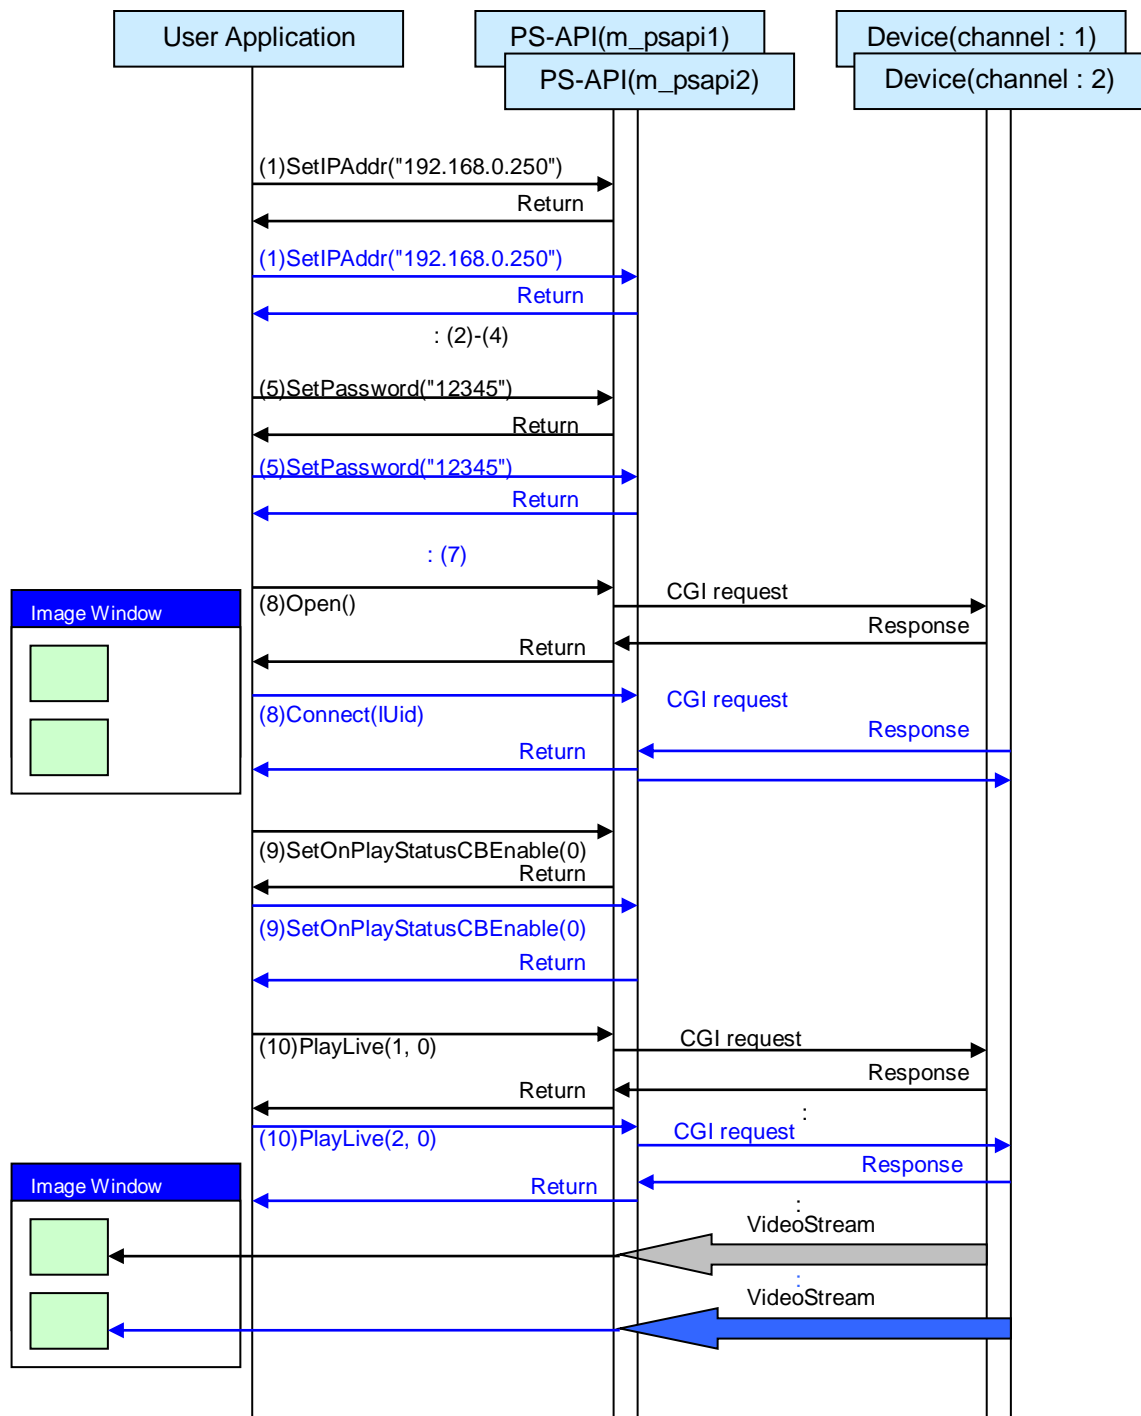 User Application
PS-API(m_psapi1)
PS-API(m_psapi2)
Device(channel : 1)
Device(channel : 2)
(1)SetIPAddr("192.168.0.250")
Return
(1)SetIPAddr("192.168.0.250")
Return
: (2)-(4)
(5)SetPassword("12345")
Return
(5)SetPassword("12345")
Return
: (7)
(8)Open()
CGI request
Image Window
Response
Return
(8)Connect(lUid)
CGI request
Response
Return
(9)SetOnPlayStatusCBEnable(0)
Return
(9)SetOnPlayStatusCBEnable(0)
Return
(10)PlayLive(1, 0)
CGI request
Response
Return
:
(10)PlayLive(2, 0)
CGI request
Response
Image Window
Return
:
VideoStream
:
VideoStream